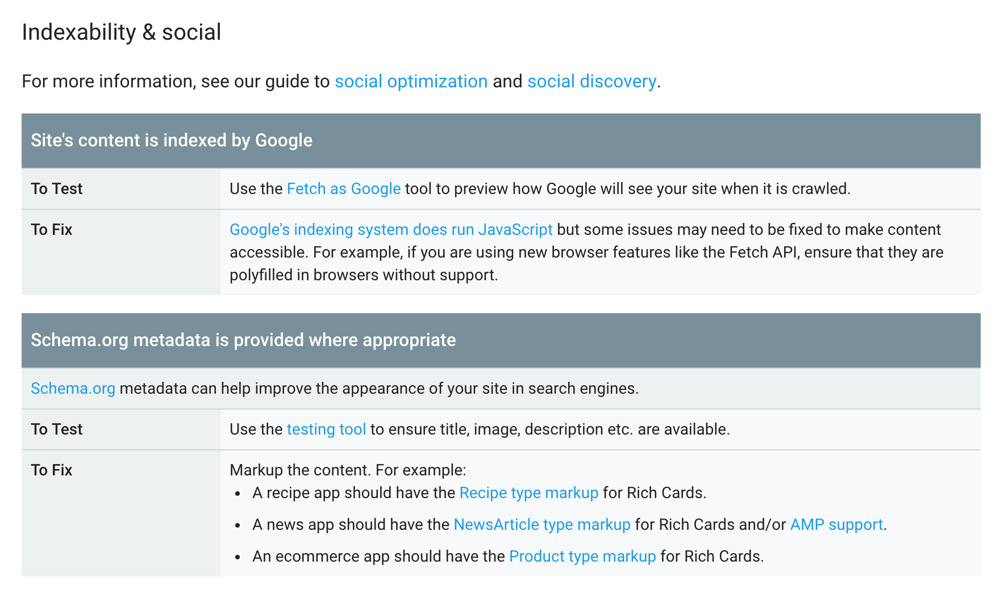 Indexability & social
For more information, see our guide to social optimization and social discovery.
Site's content is indexed by Google
To Test
Use the Fetch as Google tool to preview how Google will see your site when it is crawled.
To Fix
Google's indexing system does run JavaScript but some issues may need to be fixed to make content
accessible. For example, if you are using new browser features like the Fetch API, ensure that they are
polyfilled in browsers without support.
Schema.org metadata is provided where appropriate
Schema.org metadata can help improve the appearance of your site in search engines.
To Test
Use the testing tool to ensure title, image, description etc. are available.
To Fix
Markup the content. For example:
• A recipe app should have the Recipe type markup for Rich Cards.
• A news app should have the NewsArticle type markup for Rich Cards and/or AMP support.
• An ecommerce app should have the Product type markup for Rich Cards.